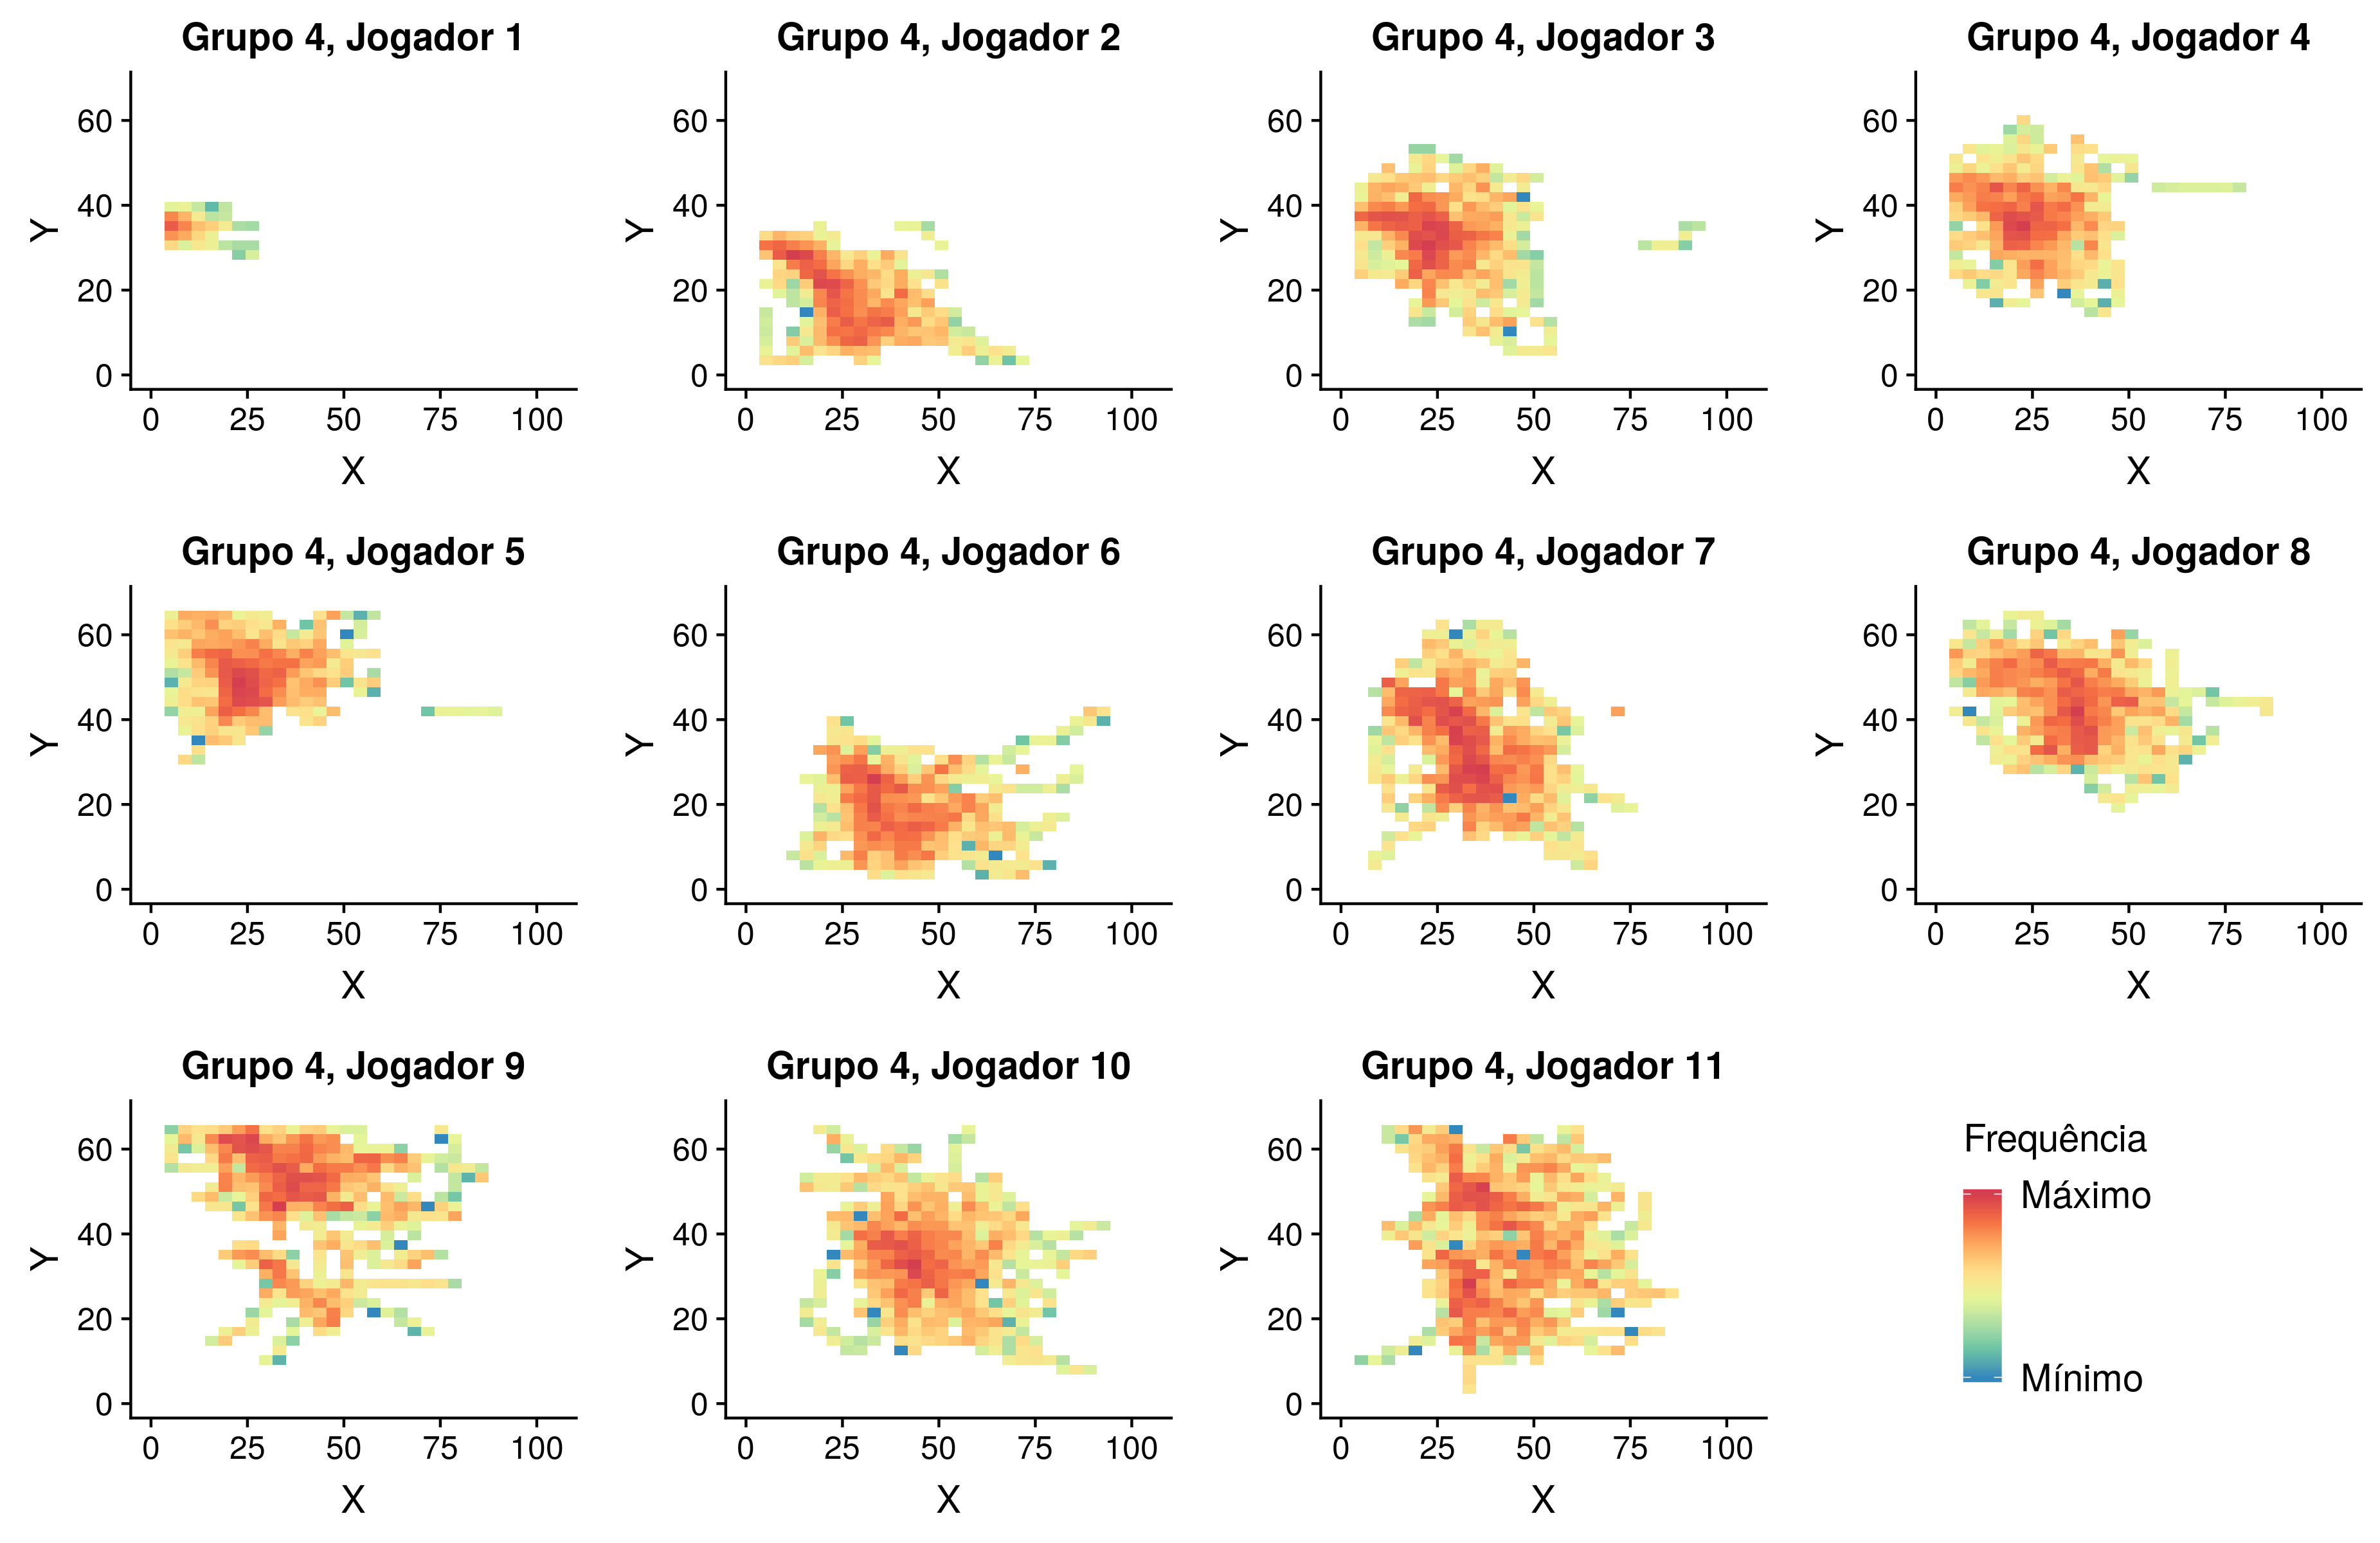 Grupo 4, Jogador 1
Grupo 4, Jogador 2
Grupo 4, Jogador 3
Grupo 4, Jogador 4
60
40
20
0
Y
0 25 50 75 100
X
60
40
20
0
Y
0 25 50 75 100
X
60
40
20
0
Y
0 25 50 75 100
X
60
40
20
0
Y
0 25 50 75 100
X
Grupo 4, Jogador 5
Grupo 4, Jogador 6
Grupo 4, Jogador 7
Grupo 4, Jogador 8
60
40
20
0
Y
0 25 50 75 100
X
60
40
20
0
Y
0 25 50 75 100
X
60
40
20
0
Y
0 25 50 75 100
X
60
40
20
0
Y
0 25 50 75 100
X
Grupo 4, Jogador 9
Grupo 4, Jogador 10
Grupo 4, Jogador 11
60
40
20
0
Y
0 25 50 75 100
X
60
40
20
0
Y
0 25 50 75 100
X
60
40
20
0
Y
0 25 50 75 100
X
Frequência
Máximo
Mínimo